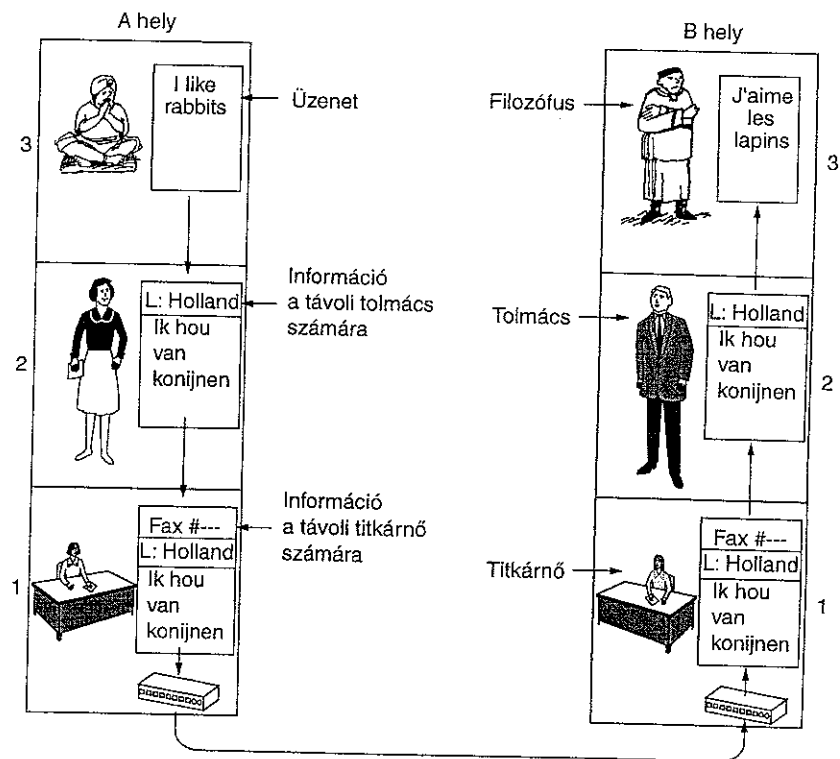 A hely
B hely
3
I like
rabbits
Üzenet
Filozófus
J'aime
les
lapins
3
2
L: Holland
Ik hou
van
konijnen
Információ
a távoli tolmács
számára
Tolmács
L: Holland
Ik hou
van
konijnen
2
1
Fax #---
L: Holland
Ik hou
van
konijnen
Információ
a távoli titkárnő
számára
Titkárnő
Fax #---
L: Holland
Ik hou
van
konijnen
1